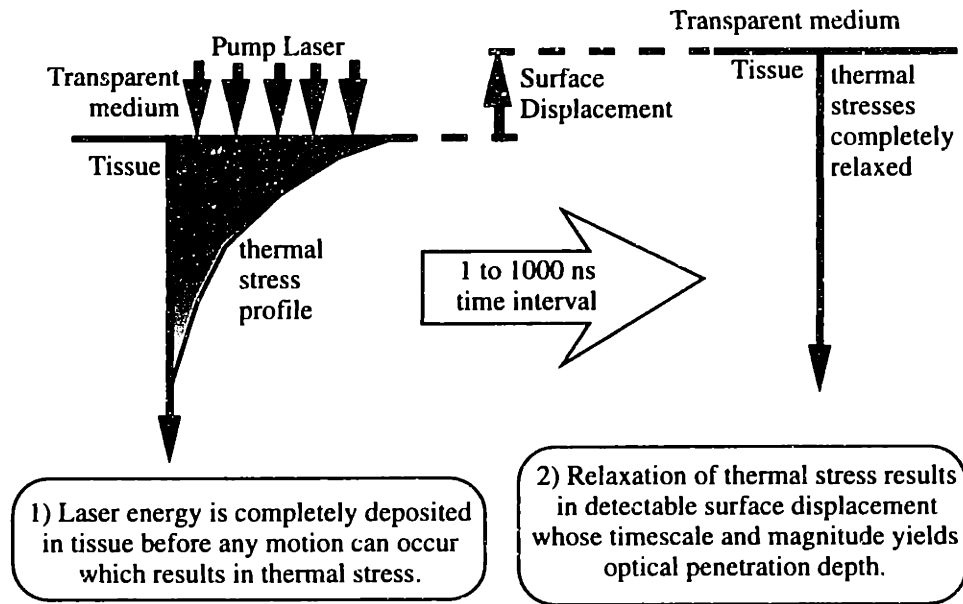 Pump Laser
Transparent
medium
Tissue
thermal
stress
profile
Surface
Displacement
1 to 1000 ns
time interval
Transparent medium
Tissue
thermal
stresses
completely
relaxed
1) Laser energy is completely deposited
in tissue before any motion can occur
which results in thermal stress.
2) Relaxation of thermal stress results
in detectable surface displacement
whose timescale and magnitude yields
optical penetration depth.